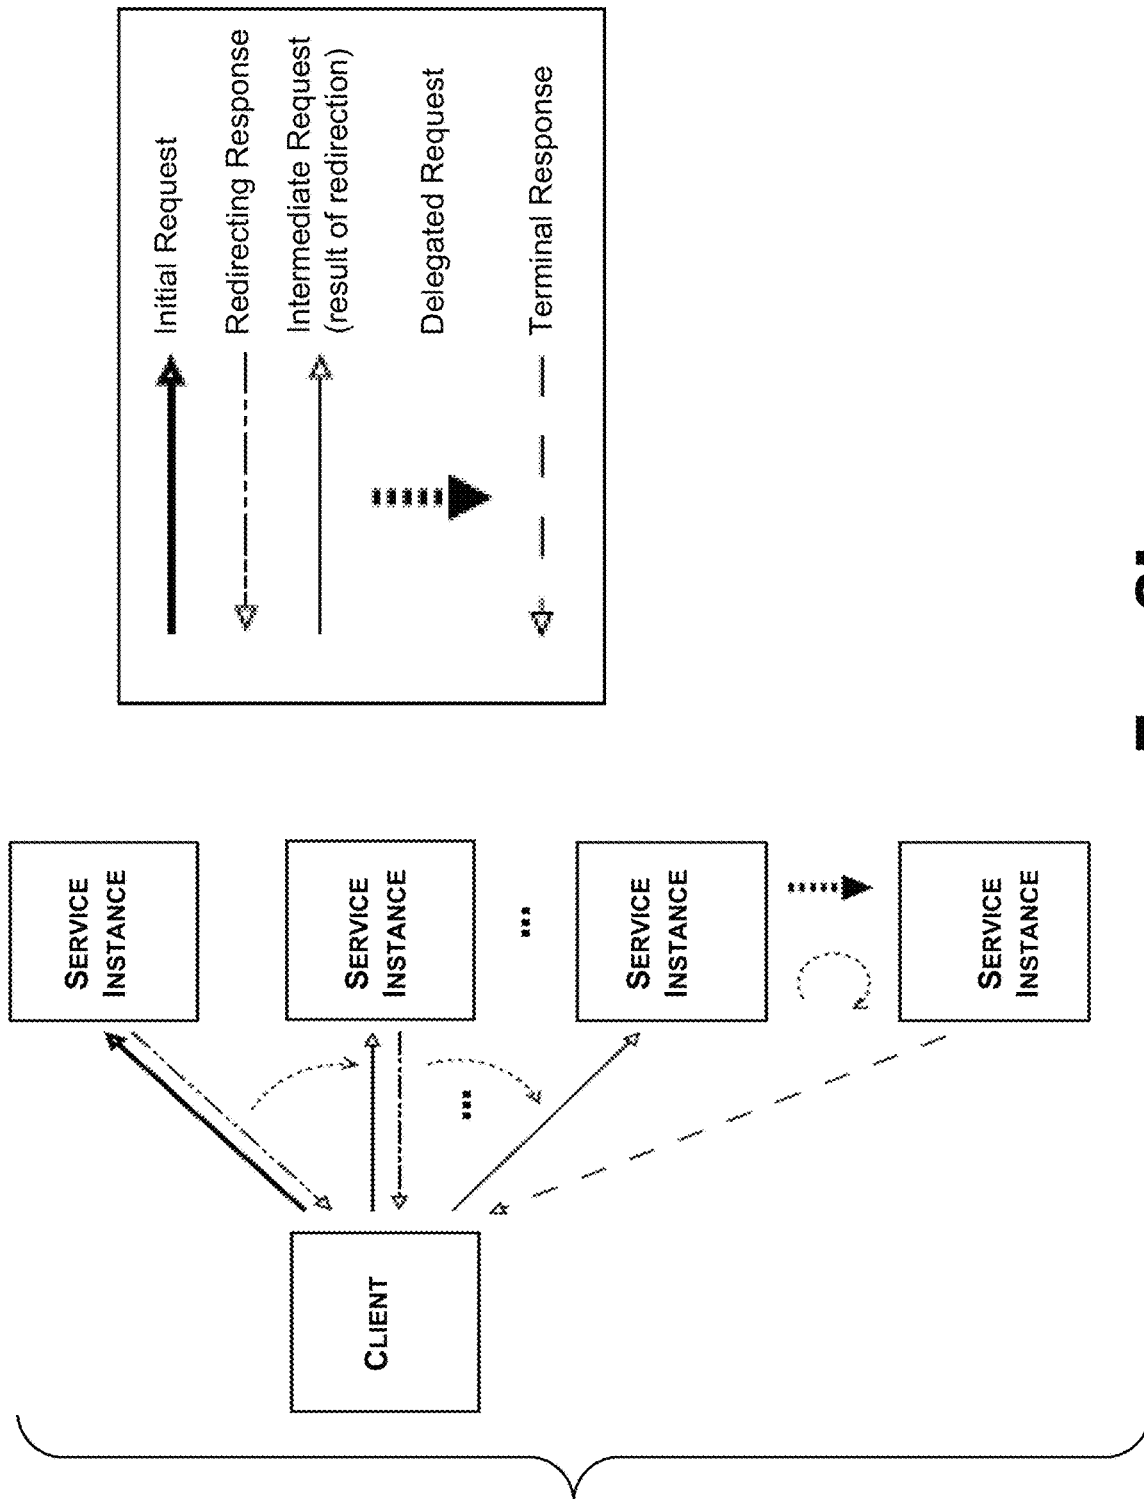 SERVICE
INSTANCE
SERVICE
INSTANCE
...
SERVICE
INSTANCE
SERVICE
INSTANCE
...
CLIENT
Initial Request
Redirecting Response
Intermediate Request
(result of redirection)
Delegated Request
Terminal Response